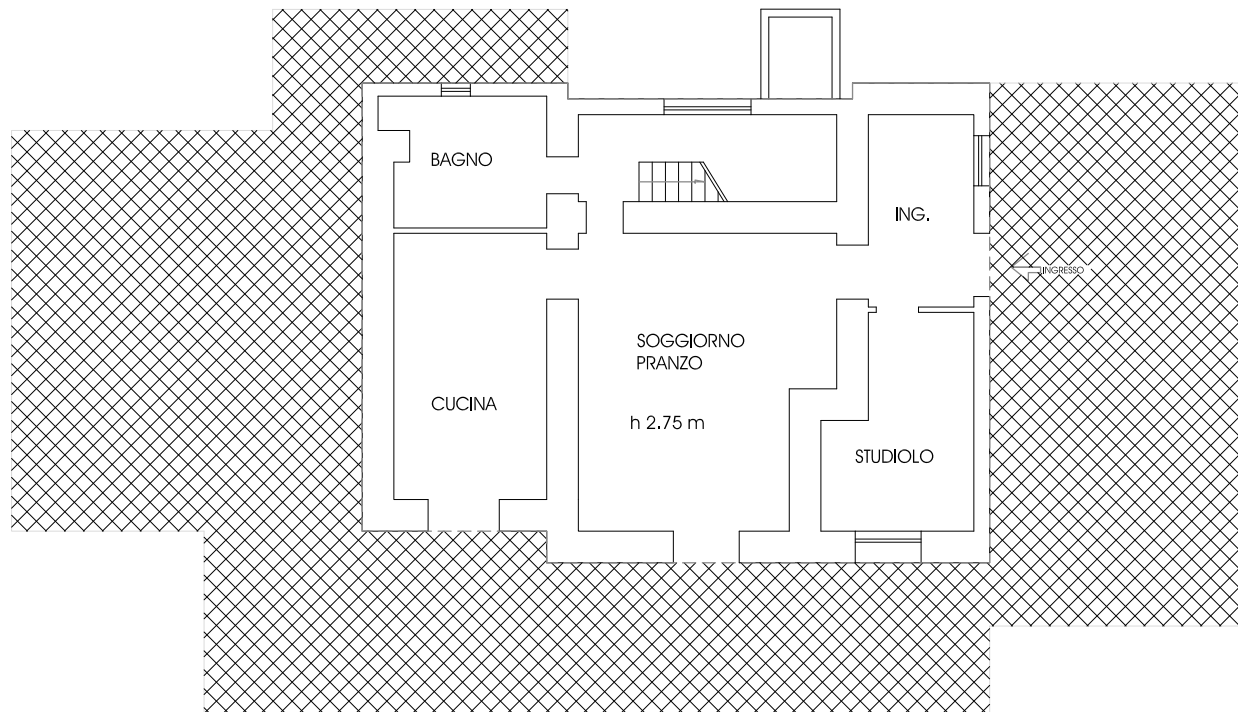 BAGNO
ING.
INGRESSO
SOGGIORNO
PRANZO
CUCINA
h 2.75 m
STUDIOLO